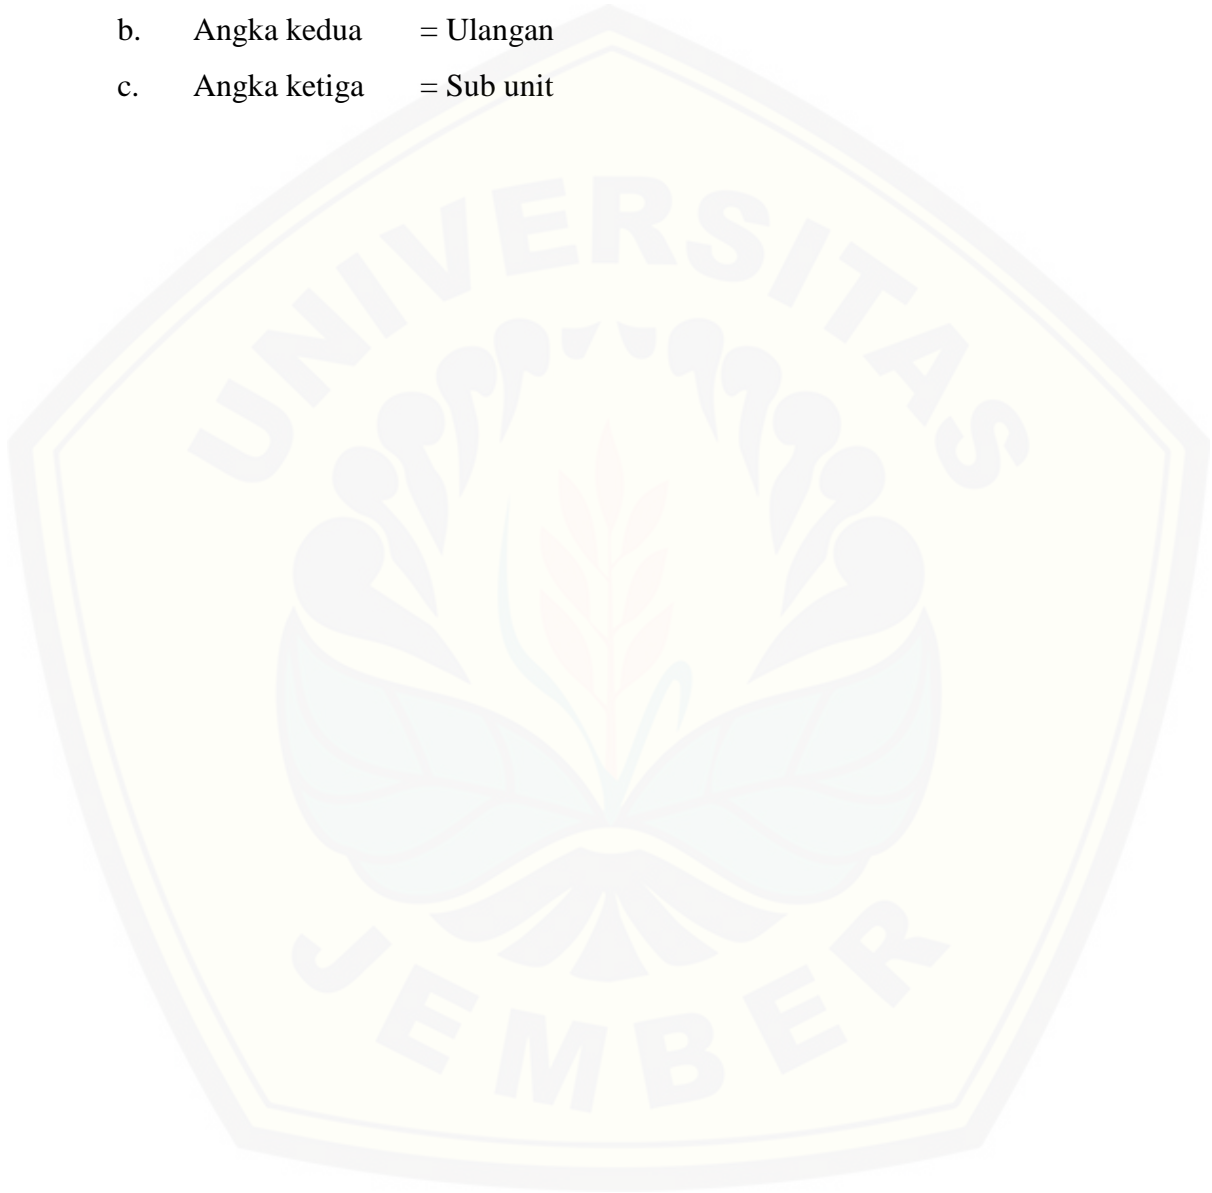 b. Angka kedua = Ulangan
c. Angka ketiga = Sub unit
UNIVERSITAS
JEMBER